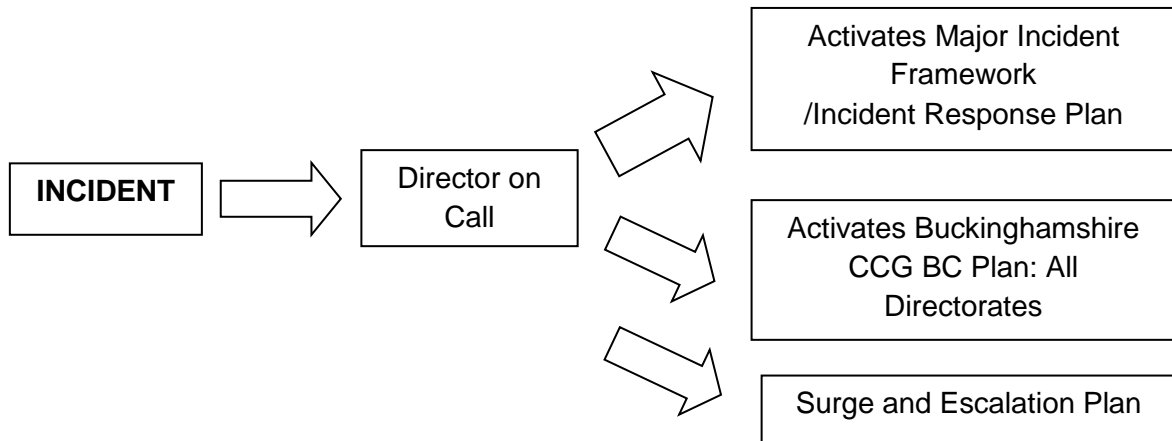 INCIDENT
Director on
Call
Activates Major Incident
Framework
/Incident Response Plan
Activates Buckinghamshire
CCG BC Plan: All
Directorates
Surge and Escalation Plan